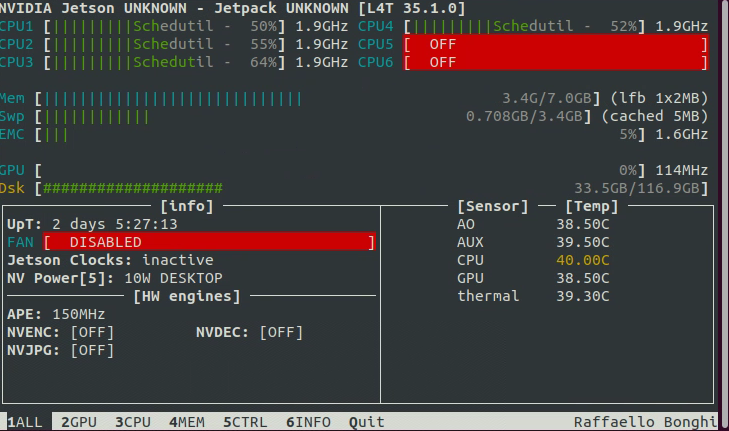 NVIDIA Jetson UNKNOWN - Jetpack UNKNOWN [L4T 35.1.0]
CPU1 [|||||||||Schedutil - 50%] 1.9GHz CPU4 [|||||||||Schedutil - 52%] 1.9GHz
CPU2 [|||||||||Schedutil - 55%] 1.9GHz CPU5 [ OFF ]
CPU3 [|||||||||Schedutil - 64%] 1.9GHz CPU6 [ OFF ]
Mem [||||||||||||||||||||||||||||| 3.4G/7.0GB] (lfb 1x2MB)
Swp [|||||||||||| 0.708GB/3.4GB] (cached 5MB)
EMC [||| 5%] 1.6GHz
GPU [ 0%] 114MHz
Dsk [#################### 33.5GB/116.9GB]
[info] [Sensor] [Temp]
UpT: 2 days 5:27:13 AO 38.50C
FAN [ DISABLED ] AUX 39.50C
Jetson Clocks: inactive CPU 40.00C
NV Power[5]: 10W DESKTOP GPU 38.50C
[HW engines] thermal 39.30C
APE: 150MHz
NVENC: [OFF] NVDEC: [OFF]
NVJPG: [OFF]
1ALL 2GPU 3CPU 4MEM 5CTRL 6INFO Quit Raffaello Bonghi